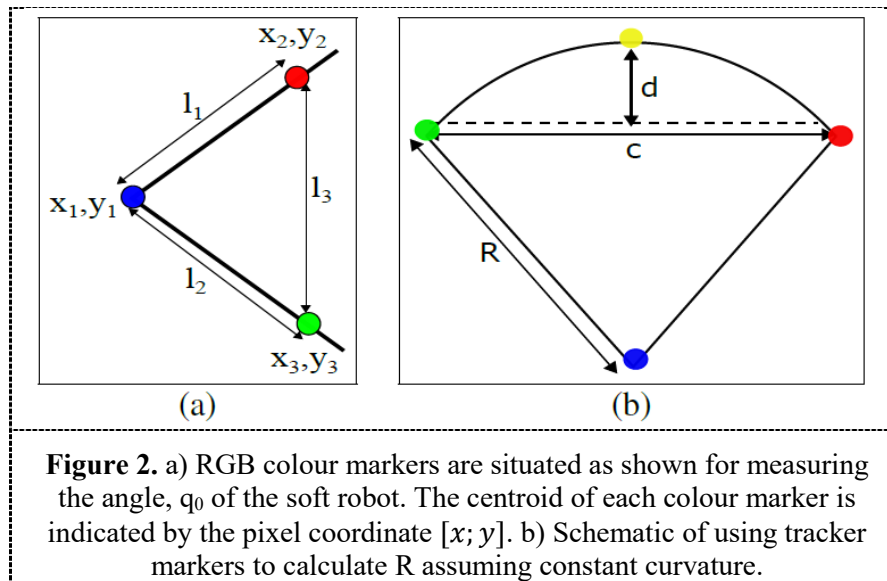 x₂,y₂
l₁
x₁,y₁
l₃
l₂
x₃,y₃
(a)
d
c
R
(b)
Figure 2. a) RGB colour markers are situated as shown for measuring
the angle, q₀ of the soft robot. The centroid of each colour marker is
indicated by the pixel coordinate [x; y]. b) Schematic of using tracker
markers to calculate R assuming constant curvature.